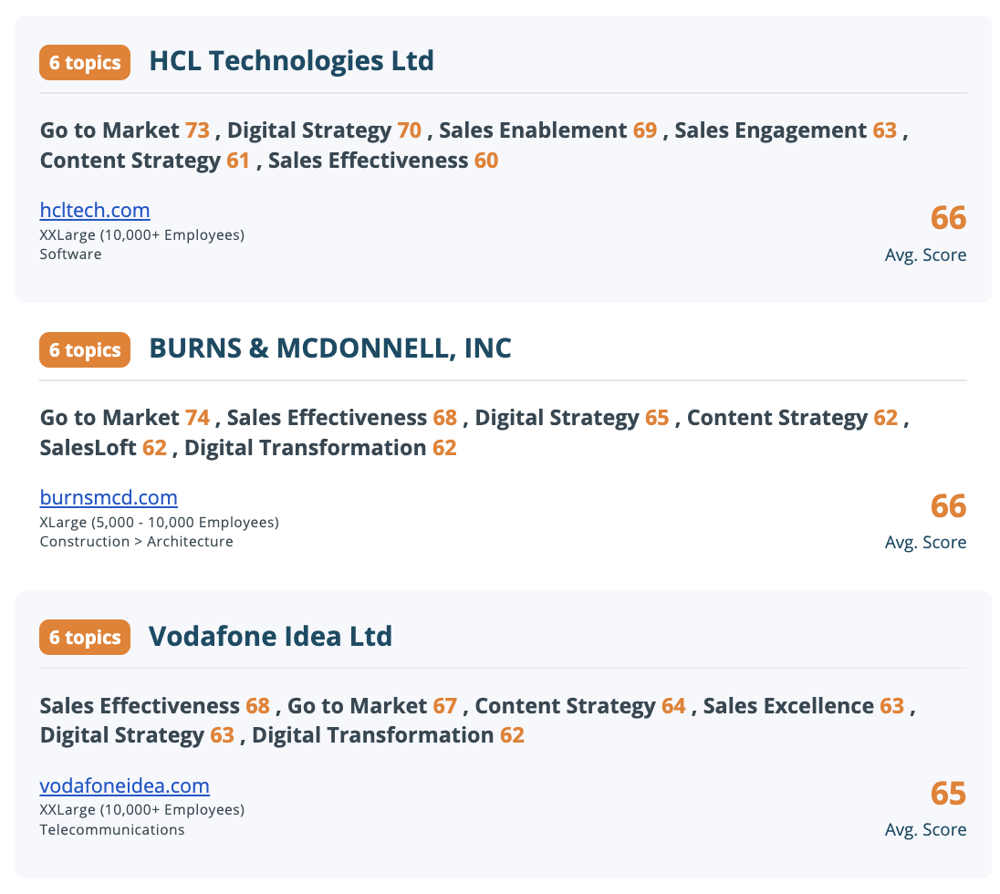 6 topics HCL Technologies Ltd
Go to Market 73 , Digital Strategy 70 , Sales Enablement 69 , Sales Engagement 63 ,
Content Strategy 61 , Sales Effectiveness 60
hcltech.com
XXLarge (10,000+ Employees)
Software
66
Avg. Score
6 topics BURNS & MCDONNELL, INC
Go to Market 74 , Sales Effectiveness 68 , Digital Strategy 65 , Content Strategy 62 ,
SalesLoft 62 , Digital Transformation 62
burnsmcd.com
XLarge (5,000 - 10,000 Employees)
Construction > Architecture
66
Avg. Score
6 topics Vodafone Idea Ltd
Sales Effectiveness 68 , Go to Market 67 , Content Strategy 64 , Sales Excellence 63 ,
Digital Strategy 63 , Digital Transformation 62
vodafoneidea.com
XXLarge (10,000+ Employees)
Telecommunications
65
Avg. Score